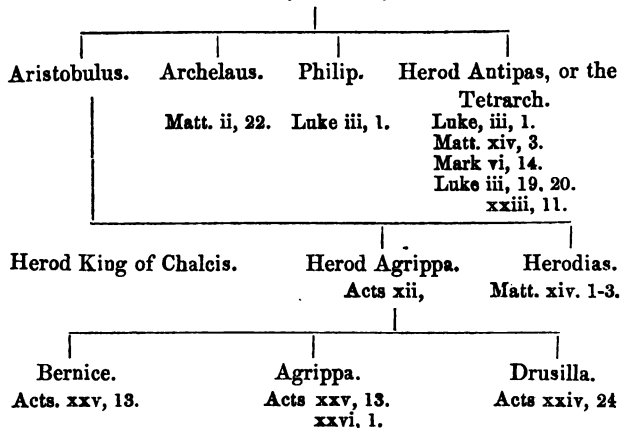 Aristobulus. Archelaus. Philip. Herod Antipas, or the
Tetrarch.
Matt. ii, 22. Luke iii, 1. Luke, iii, 1.
Matt. xiv, 3.
Mark vi, 14.
Luke iii, 19, 20.
xxiii, 11.
Herod King of Chalcis. Herod Agrippa. Herodias.
Acts xii, Matt. xiv. 1-3.
Bernice. Agrippa. Drusilla.
Acts. xxv, 13. Acts xxv, 13. Acts xxiv, 24
xxvi, 1.